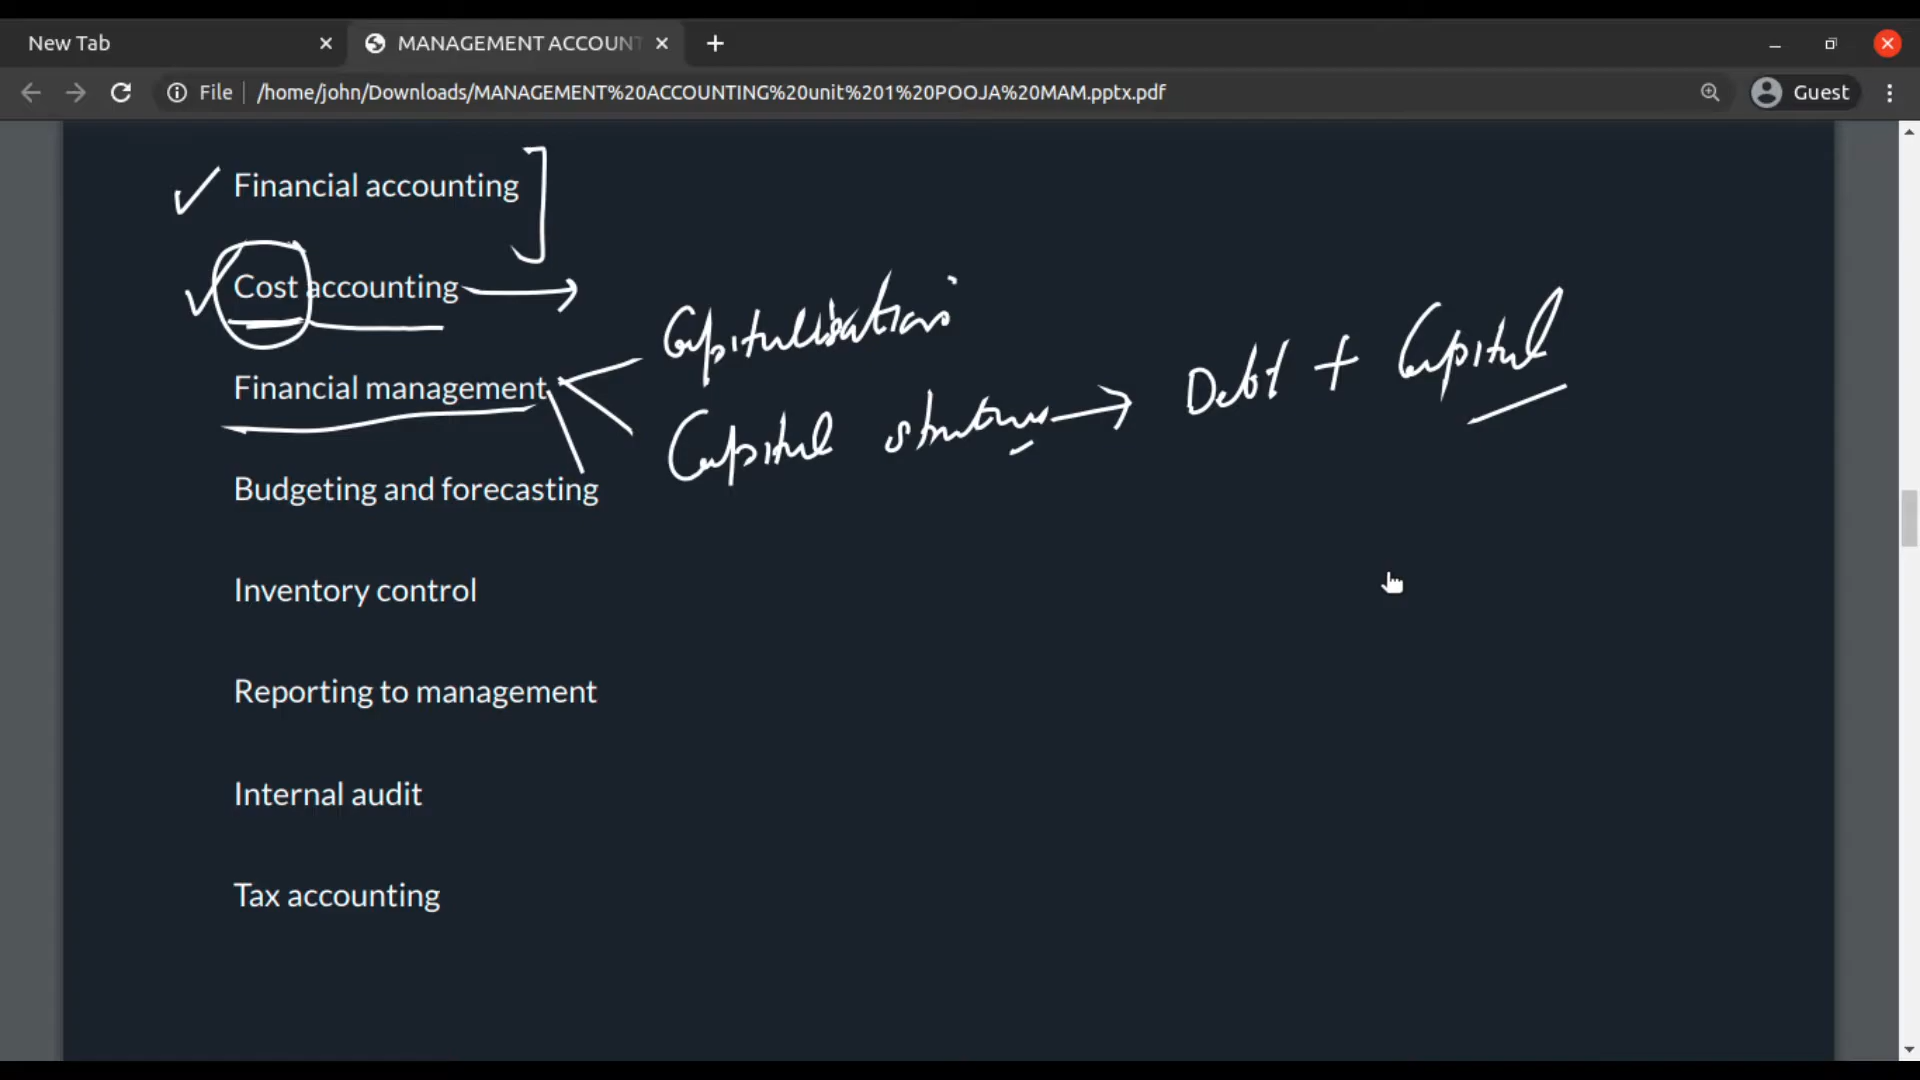 New Tab
MANAGEMENT ACCOUNT
File /home/john/Downloads/MANAGEMENT%20ACCOUNTING%20unit%201%20POOJA%20MAM.pptx.pdf
Guest
Financial accounting
Cost accounting
Capitalisation
Financial management
Capital structure → Debt + Capital
Budgeting and forecasting
Inventory control
Reporting to management
Internal audit
Tax accounting